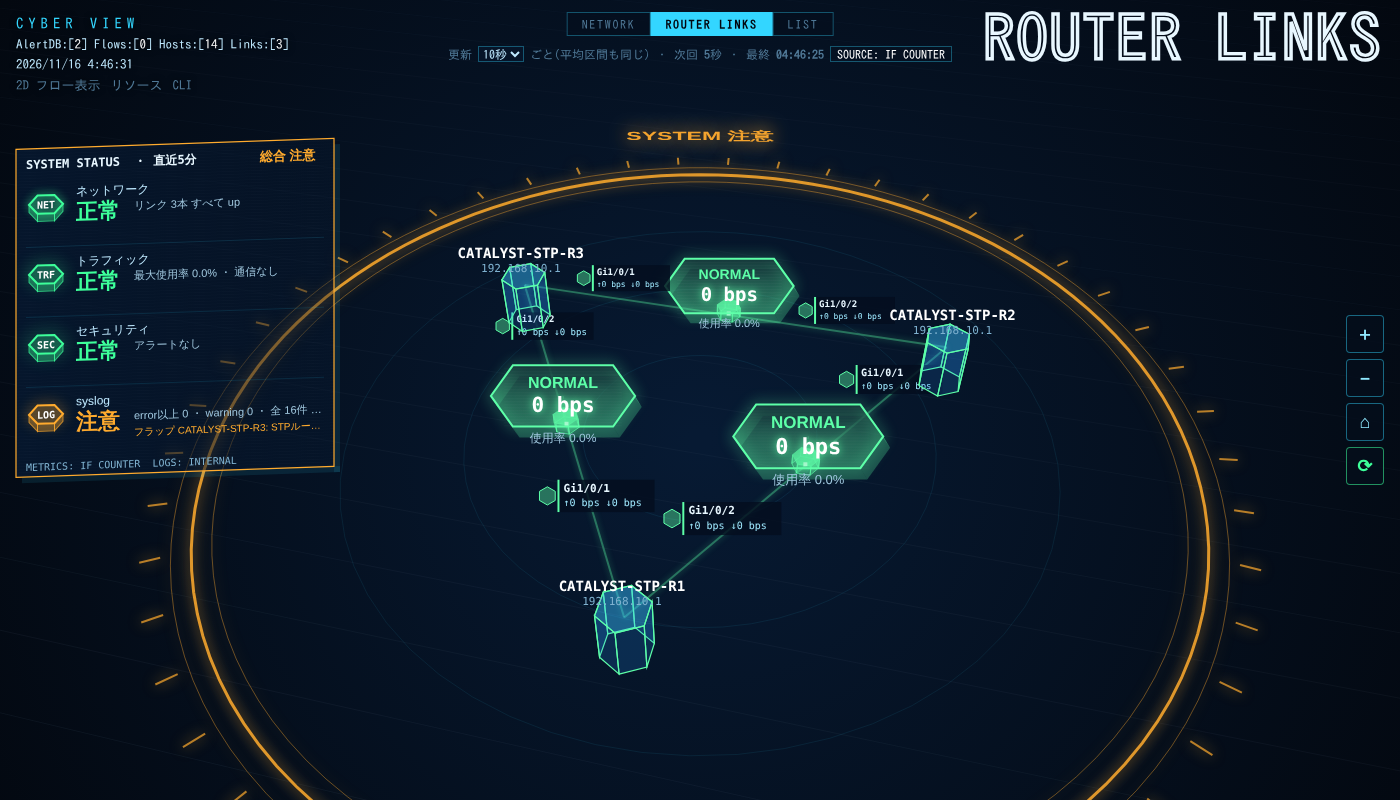 CYBER VIEW
AlertDB:[2] Flows:[0] Hosts:[14] Links:[3]
2026/11/16 4:46:31
2D フロー表示 リソース CLI
NETWORK ROUTER LINKS LIST
更新 10秒 ごと(平均区間も同じ) ・ 次回 5秒 ・ 最終 04:46:25 SOURCE: IF COUNTER
ROUTER LINKS
SYSTEM 注意
SYSTEM STATUS ・ 直近5分 総合 注意
NET
ネットワーク
正常 リンク 3本 すべて up
TRF
トラフィック
正常 最大使用率 0.0% ・ 通信なし
SEC
セキュリティ
正常 アラートなし
LOG
syslog
注意 error以上 0 ・ warning 0 ・ 全 16件 …
フラップ CATALYST-STP-R3: STPルー…
METRICS: IF COUNTER LOGS: INTERNAL
CATALYST-STP-R3
192.168.10.1
Gi1/0/1
↑0 bps ↓0 bps
Gi1/0/2
↑0 bps ↓0 bps
NORMAL
0 bps
使用率 0.0%
Gi1/0/2
↑0 bps ↓0 bps
CATALYST-STP-R2
192.168.10.1
Gi1/0/1
↑0 bps ↓0 bps
NORMAL
0 bps
使用率 0.0%
NORMAL
0 bps
使用率 0.0%
Gi1/0/1
↑0 bps ↓0 bps
Gi1/0/2
↑0 bps ↓0 bps
CATALYST-STP-R1
192.168.10.1
+
−
⌂
⟳